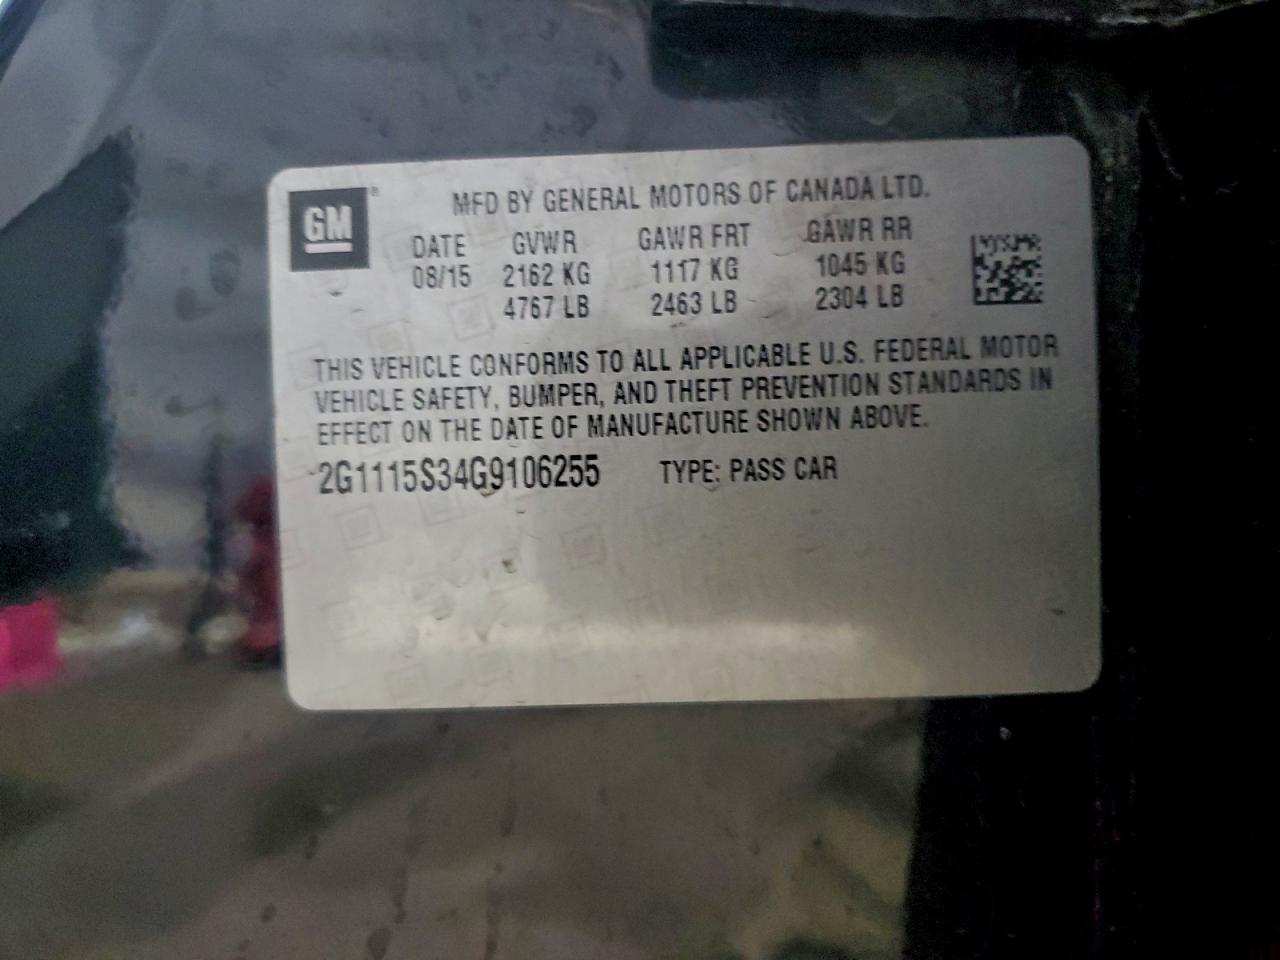 GM ®
MFD BY GENERAL MOTORS OF CANADA LTD.
DATE GVWR GAWR FRT GAWR RR
08/15 2162 KG 1117 KG 1045 KG
4767 LB 2463 LB 2304 LB
THIS VEHICLE CONFORMS TO ALL APPLICABLE U.S. FEDERAL MOTOR
VEHICLE SAFETY, BUMPER, AND THEFT PREVENTION STANDARDS IN
EFFECT ON THE DATE OF MANUFACTURE SHOWN ABOVE.
2G1115S34G9106255 TYPE: PASS CAR